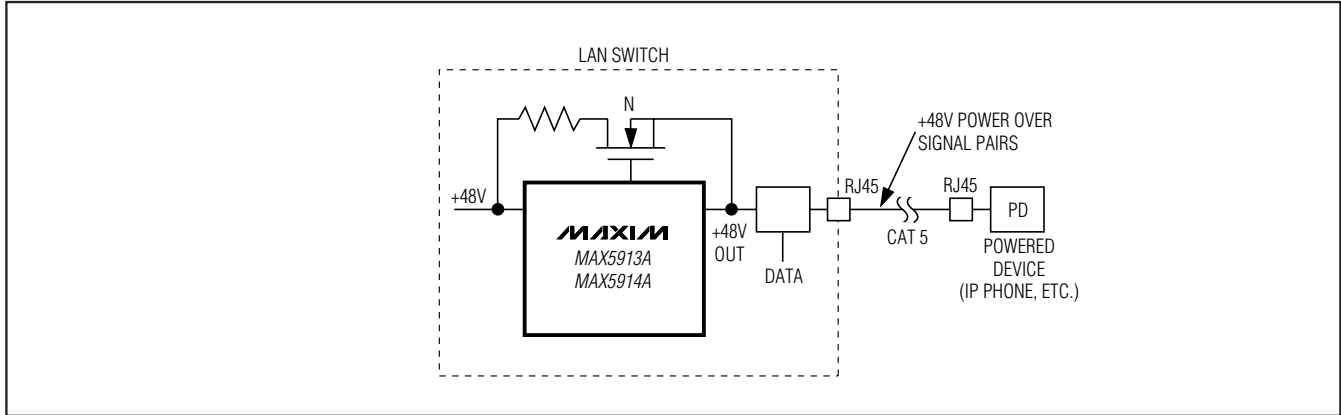 LAN SWITCH
N
+48V POWER OVER
SIGNAL PAIRS
+48V
RJ45
RJ45
MAXIM
MAX5913A
MAX5914A
+48V
OUT
DATA
CAT 5
PD
POWERED
DEVICE
(IP PHONE, ETC.)